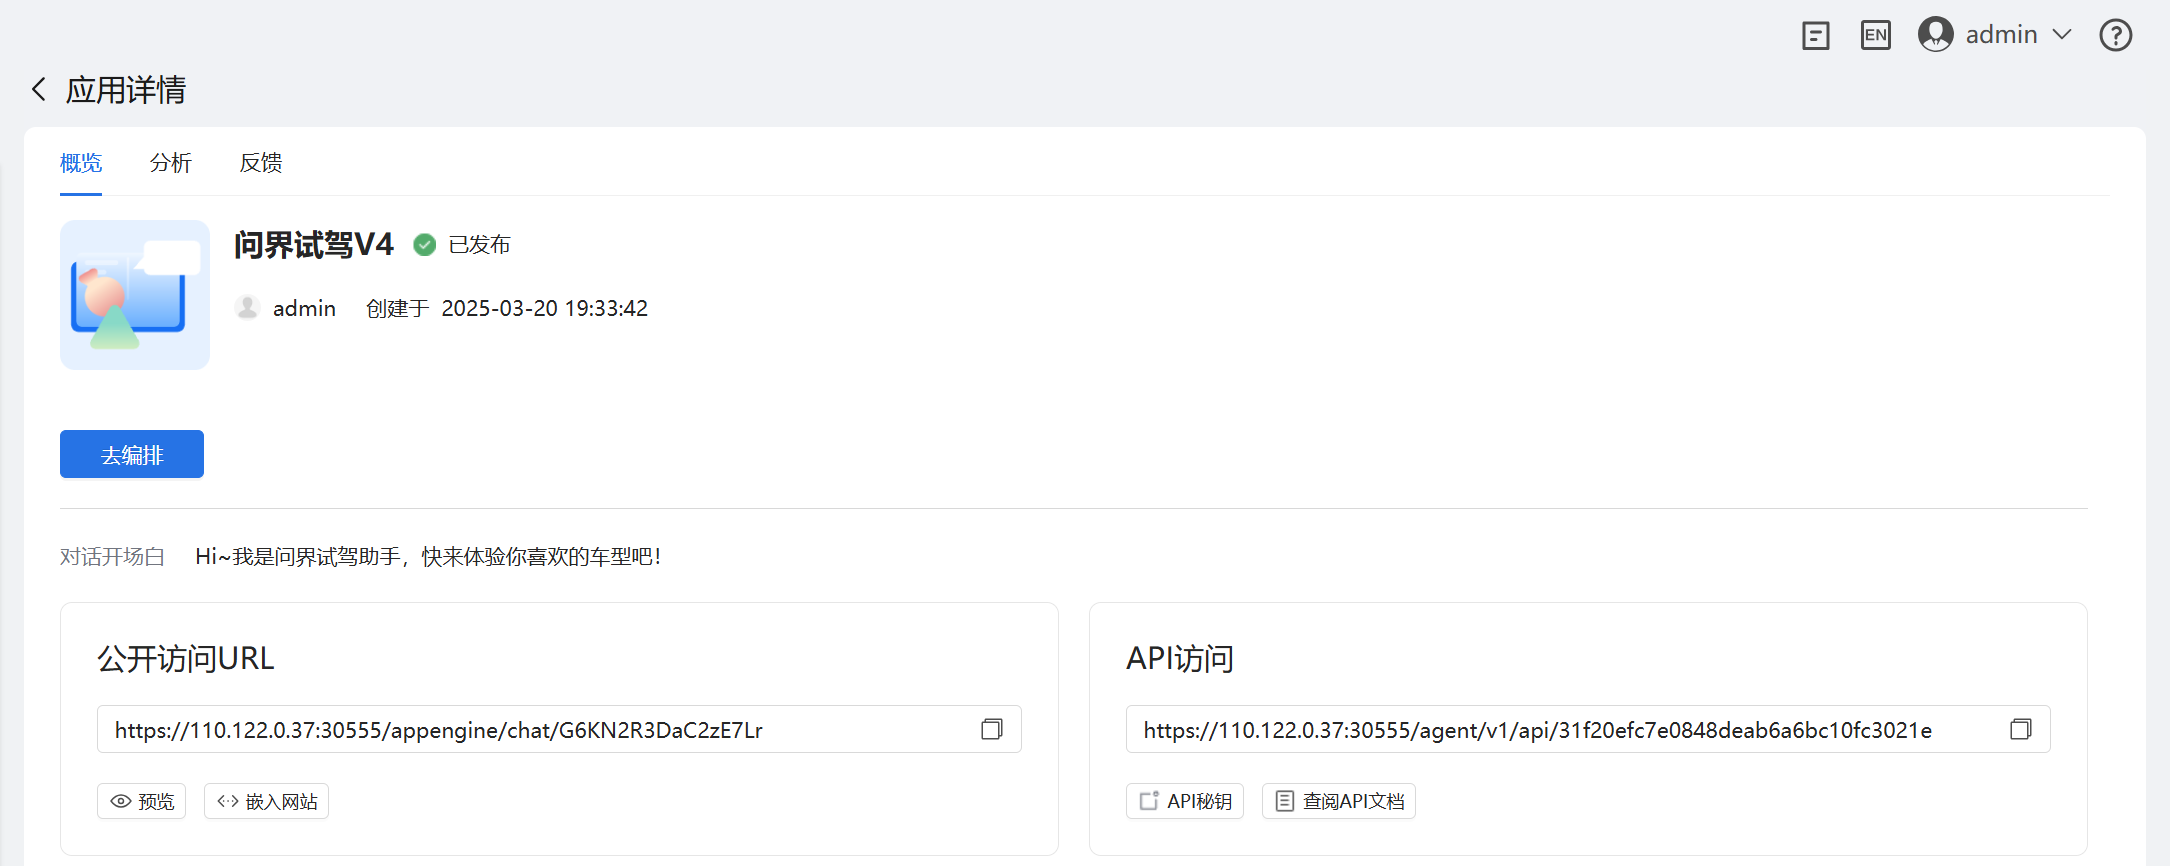 EN admin
应用详情
概览 分析 反馈
问界试驾V4 已发布
admin 创建于 2025-03-20 19:33:42
去编排
对话开场白 Hi~我是问界试驾助手，快来体验你喜欢的车型吧！
公开访问URL
https://110.122.0.37:30555/appengine/chat/G6KN2R3DaC2zE7Lr
预览 嵌入网站
API访问
https://110.122.0.37:30555/agent/v1/api/31f20efc7e0848deab6a6bc10fc3021e
API秘钥 查阅API文档